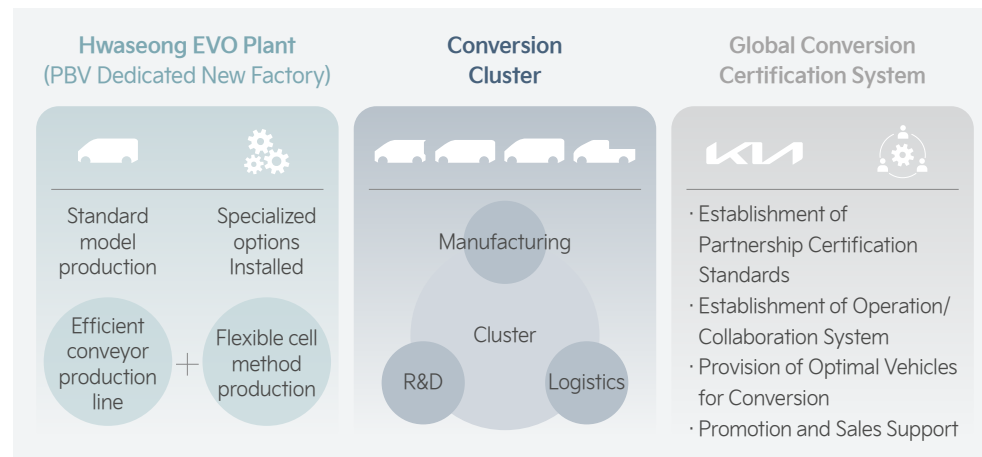 Hwaseong EVO Plant
(PBV Dedicated New Factory)
Standard
model
production
Specialized
options
Installed
Efficient
conveyor
production
line
+
Flexible cell
method
production
Conversion
Cluster
Manufacturing
Cluster
R&D
Logistics
Global Conversion
Certification System
KIA
· Establishment of
Partnership Certification
Standards
· Establishment of Operation/
Collaboration System
· Provision of Optimal Vehicles
for Conversion
· Promotion and Sales Support